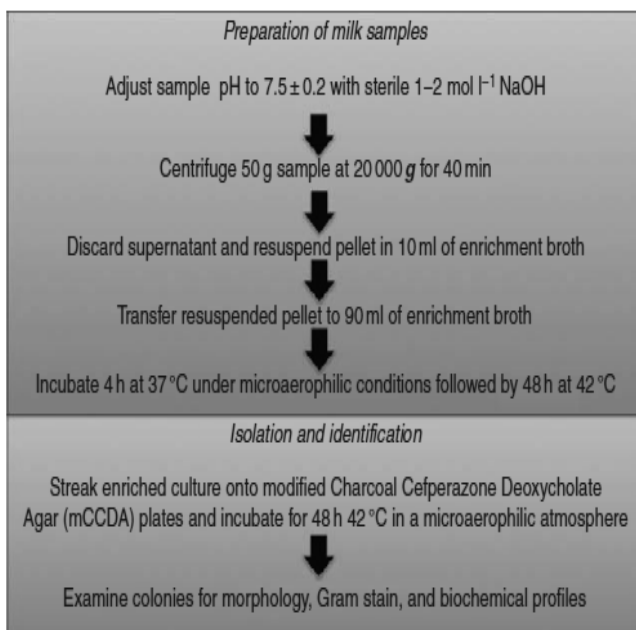 Preparation of milk samples
Adjust sample pH to 7.5 ± 0.2 with sterile 1–2 mol l⁻¹ NaOH
Centrifuge 50 g sample at 20 000 g for 40 min
Discard supernatant and resuspend pellet in 10 ml of enrichment broth
Transfer resuspended pellet to 90 ml of enrichment broth
Incubate 4 h at 37 °C under microaerophilic conditions followed by 48 h at 42 °C
Isolation and identification
Streak enriched culture onto modified Charcoal Cefperazone Deoxycholate
Agar (mCCDA) plates and incubate for 48 h 42 °C in a microaerophilic atmosphere
Examine colonies for morphology, Gram stain, and biochemical profiles